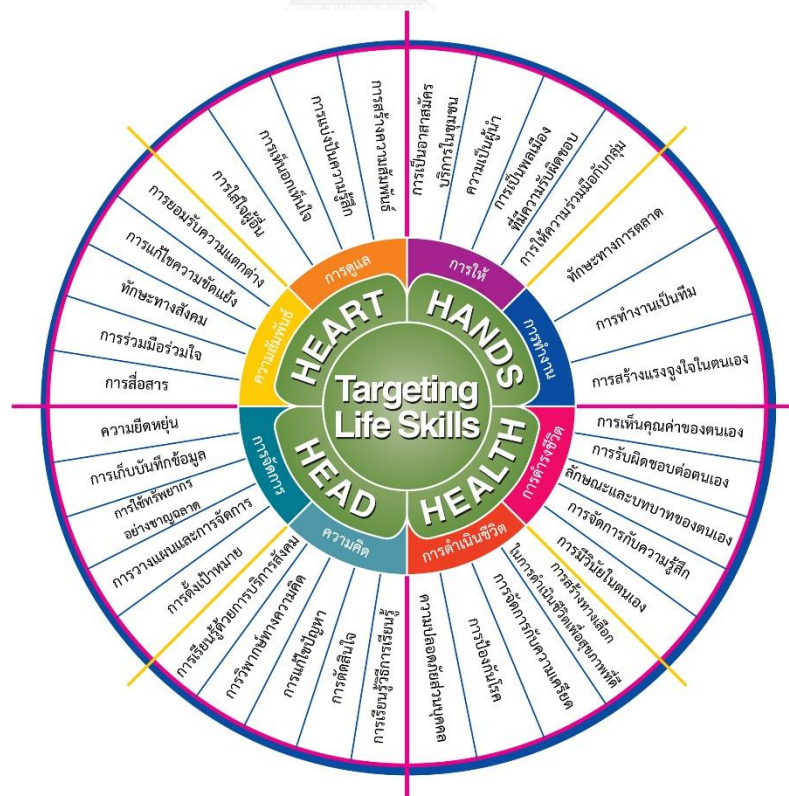 Targeting
Life Skills
HEART
HANDS
HEALTH
HEAD
การดูแล
การให้
การทำงาน
การดำรงชีวิต
การดำเนินชีวิต
ความคิด
การจัดการ
ความสัมพันธ์
การเป็นอาสาสมัคร
บริการในชุมชน
ความเป็นผู้นำ
การเป็นพลเมือง
ที่มีความรับผิดชอบ
การให้ความร่วมมือกับกลุ่ม
ทักษะทางการตลาด
การทำงานเป็นทีม
การสร้างแรงจูงใจในตนเอง
การเห็นคุณค่าของตนเอง
การรับผิดชอบต่อตนเอง
ลักษณะและบทบาทของตนเอง
การจัดการกับความรู้สึก
การมีวินัยในตนเอง
การสร้างทางเลือก
ในการดำเนินชีวิตเพื่อสุขภาพที่ดี
การจัดการกับความเครียด
การป้องกันโรค
ความปลอดภัยส่วนบุคคล
การเรียนรู้วิธีการเรียนรู้
การตัดสินใจ
การแก้ไขปัญหา
การวิพากษ์ทางความคิด
การเรียนรู้ด้วยการบริการสังคม
การตั้งเป้าหมาย
การวางแผนและการจัดการ
การใช้ทรัพยากร
อย่างชาญฉลาด
การเก็บบันทึกข้อมูล
ความยืดหยุ่น
การสื่อสาร
การร่วมมือร่วมใจ
ทักษะทางสังคม
การแก้ไขความขัดแย้ง
การยอมรับความแตกต่าง
การใส่ใจผู้อื่น
การเห็นอกเห็นใจ
การแบ่งปันความรู้สึก
การสร้างความสัมพันธ์